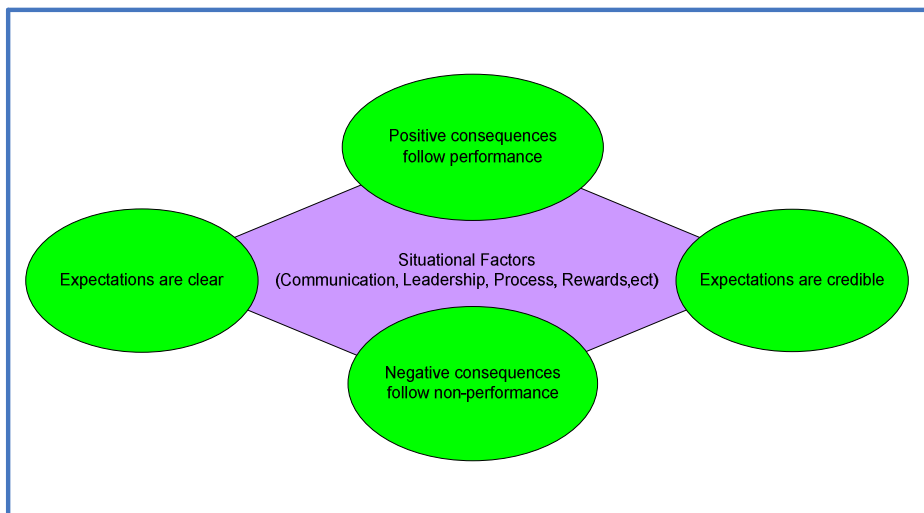 Positive consequences
follow performance
Expectations are clear
Situational Factors
(Communication, Leadership, Process, Rewards,ect)
Expectations are credible
Negative consequences
follow non-performance